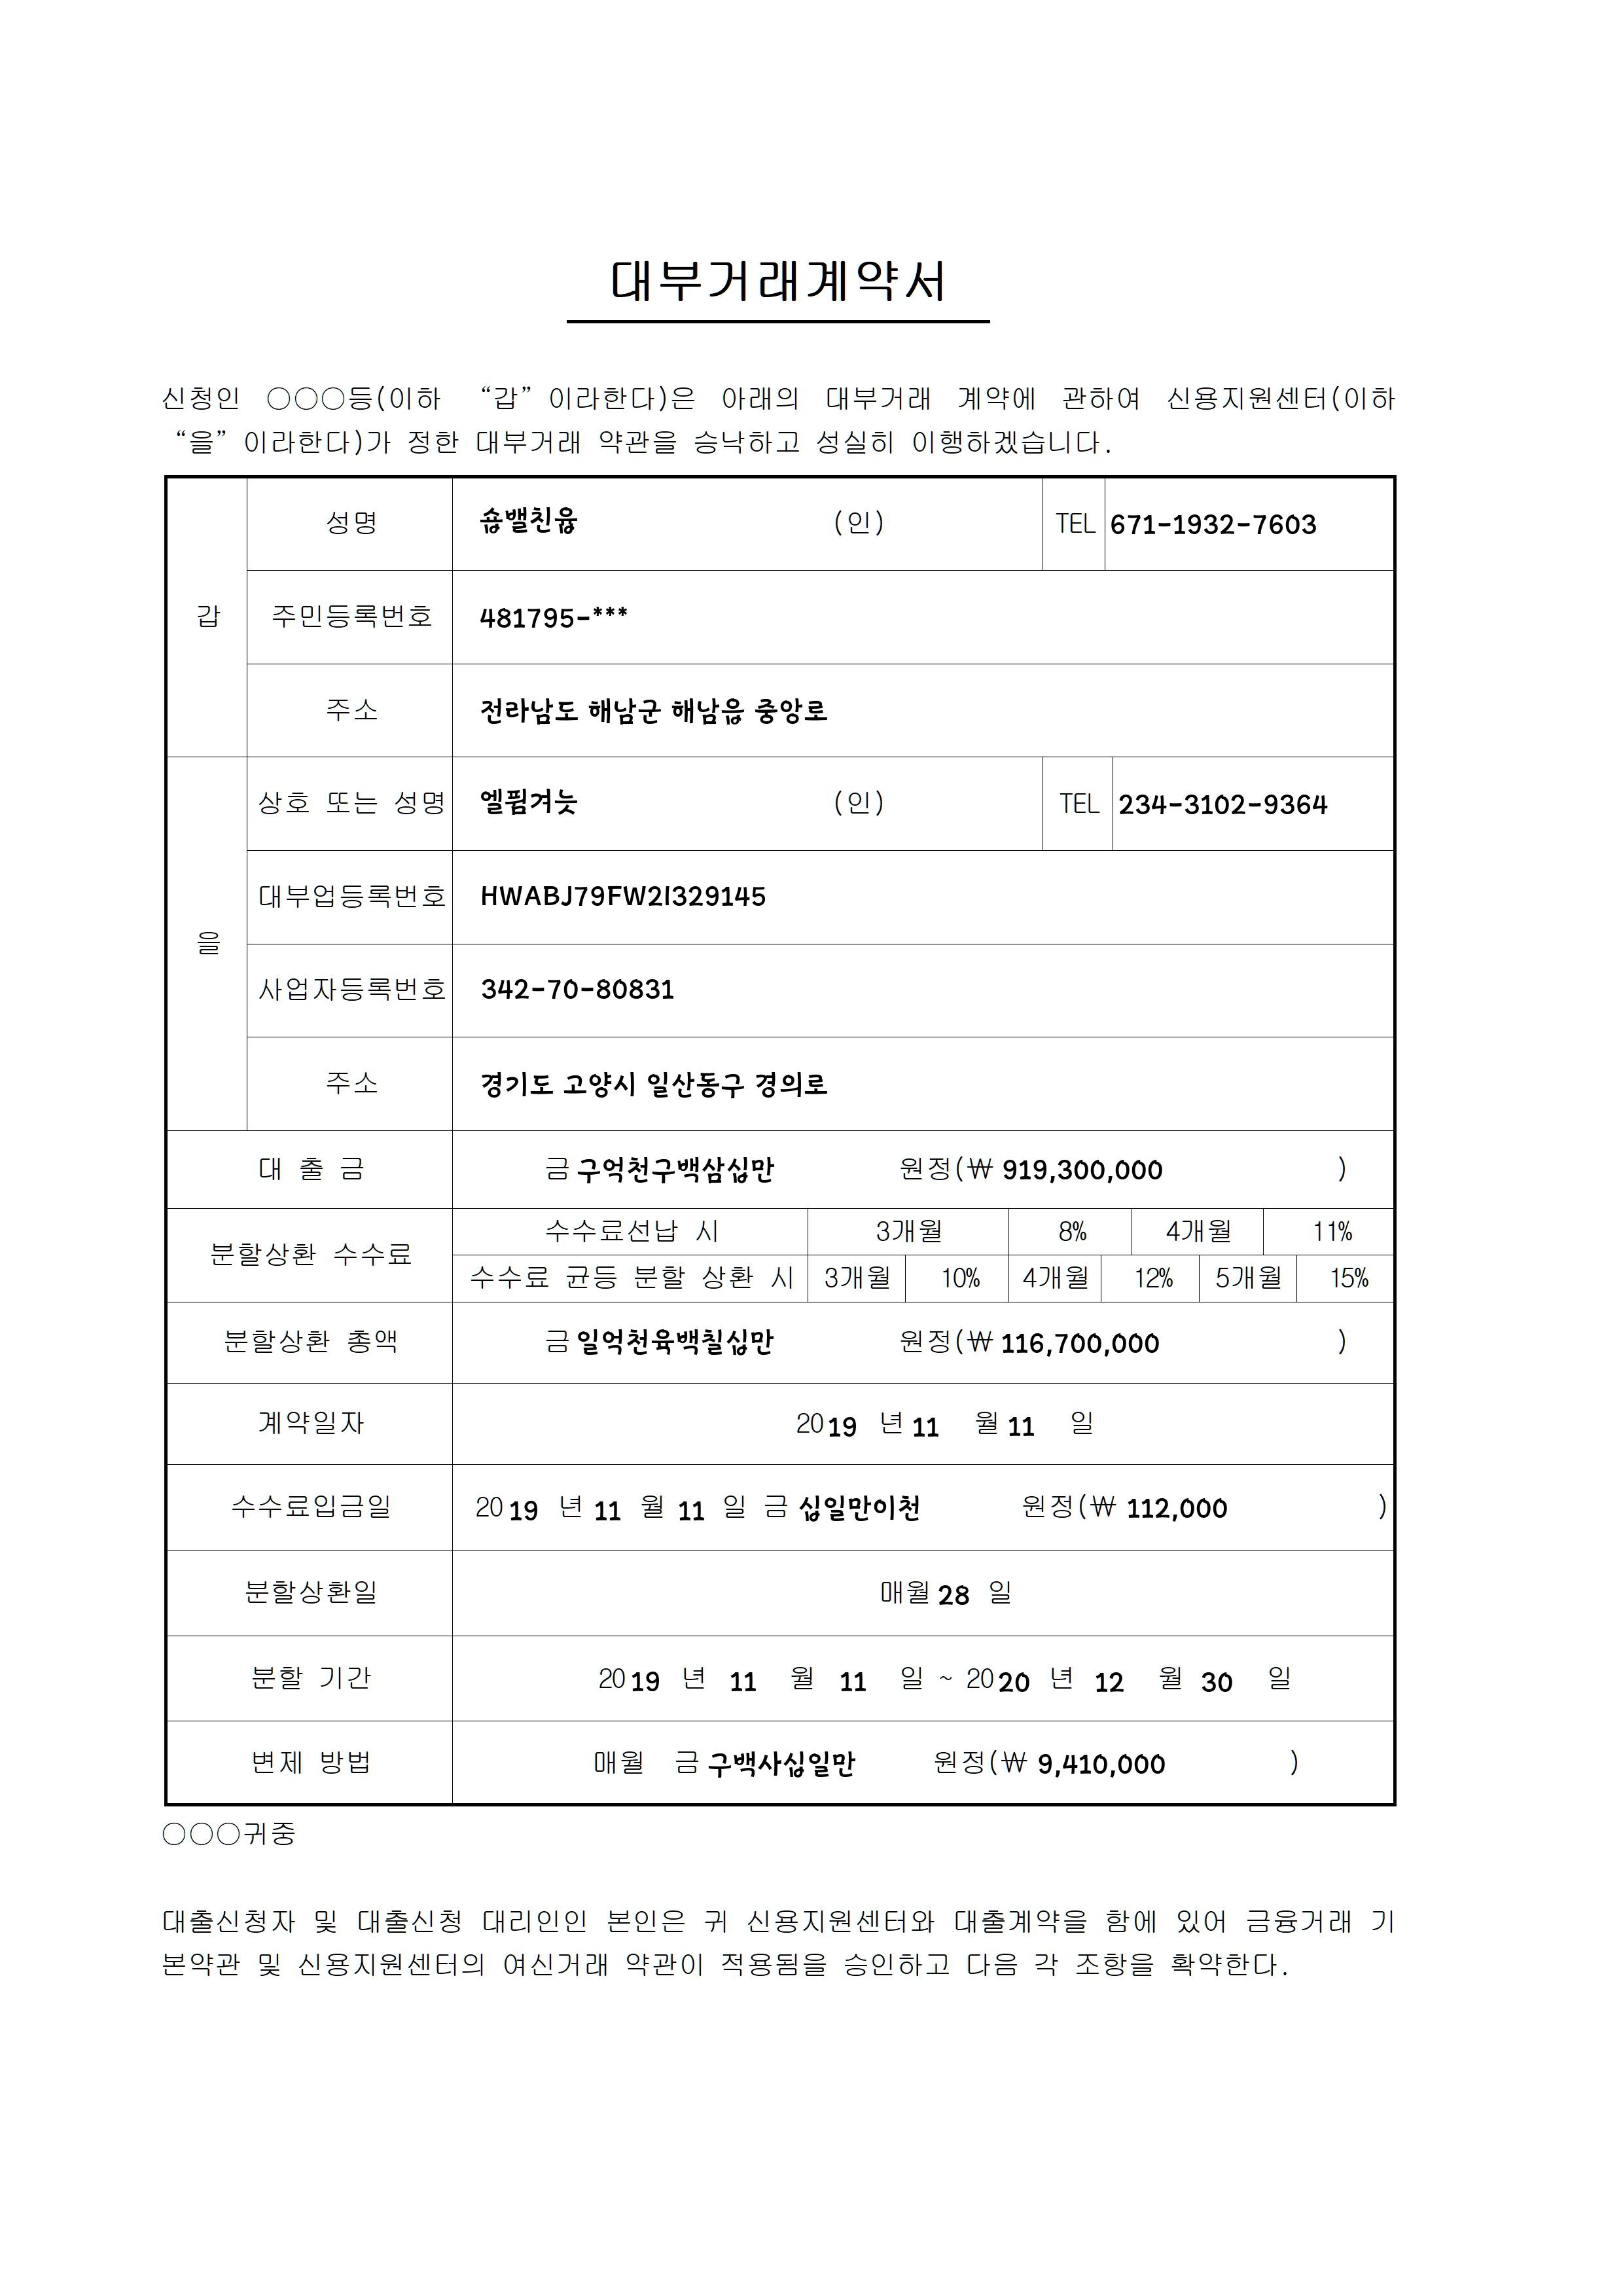 대부거래계약서
신청인 ○○○등(이하 “갑”이라한다)은 아래의 대부거래 계약에 관하여 신용지원센터(이하
“을”이라한다)가 정한 대부거래 약관을 승낙하고 성실히 이행하겠습니다.
갑
성명 숍밸친윯 (인) TEL 671-1932-7603
주민등록번호 481795-***
주소 전라남도 해남군 해남읍 중앙로
을
상호 또는 성명 엘핌겨늣 (인) TEL 234-3102-9364
대부업등록번호 HWABJ79FW2I329145
사업자등록번호 342-70-80831
주소 경기도 고양시 일산동구 경의로
대 출 금 금 구억천구백삼십만 원정(₩ 919,300,000 )
분할상환 수수료
수수료선납 시 3개월 8% 4개월 11%
수수료 균등 분할 상환 시 3개월 10% 4개월 12% 5개월 15%
분할상환 총액 금 일억천육백칠십만 원정(₩ 116,700,000 )
계약일자 2019 년 11 월 11 일
수수료입금일 2019 년 11 월 11 일 금 십일만이천 원정(₩ 112,000 )
분할상환일 매월 28 일
분할 기간 2019 년 11 월 11 일 ~ 2020 년 12 월 30 일
변제 방법 매월 금 구백사십일만 원정(₩ 9,410,000 )
○○○귀중
대출신청자 및 대출신청 대리인인 본인은 귀 신용지원센터와 대출계약을 함에 있어 금융거래 기
본약관 및 신용지원센터의 여신거래 약관이 적용됨을 승인하고 다음 각 조항을 확약한다.